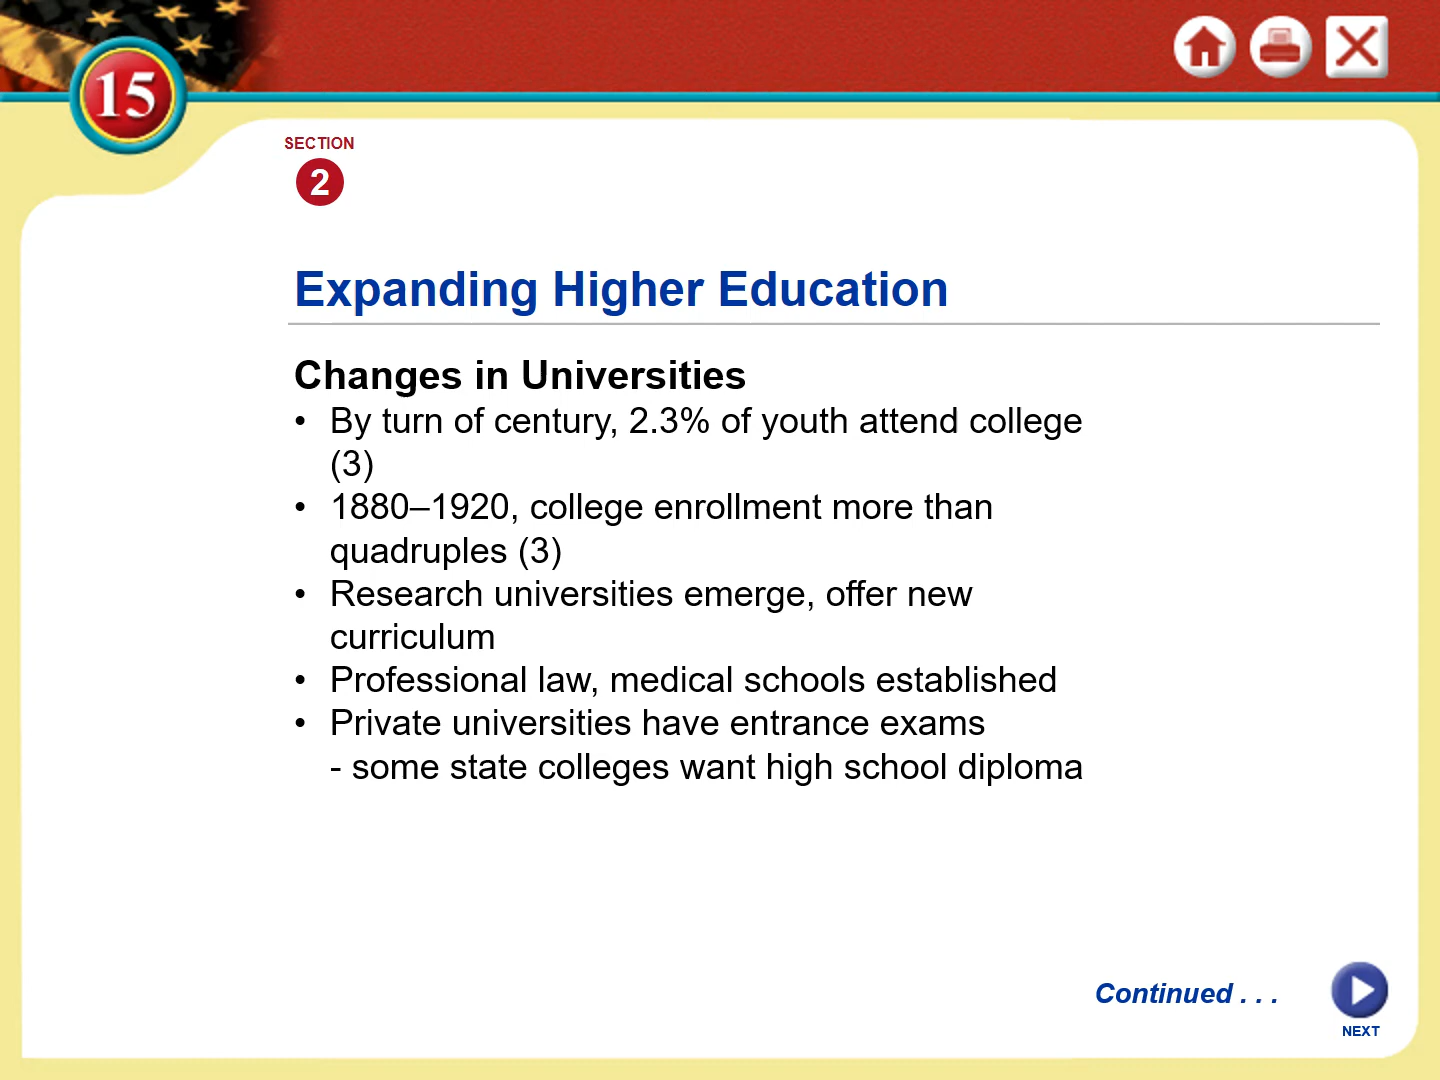 15
SECTION
2
Expanding Higher Education
Changes in Universities
• By turn of century, 2.3% of youth attend college
(3)
• 1880–1920, college enrollment more than
quadruples (3)
• Research universities emerge, offer new
curriculum
• Professional law, medical schools established
• Private universities have entrance exams
- some state colleges want high school diploma
Continued . . .
NEXT